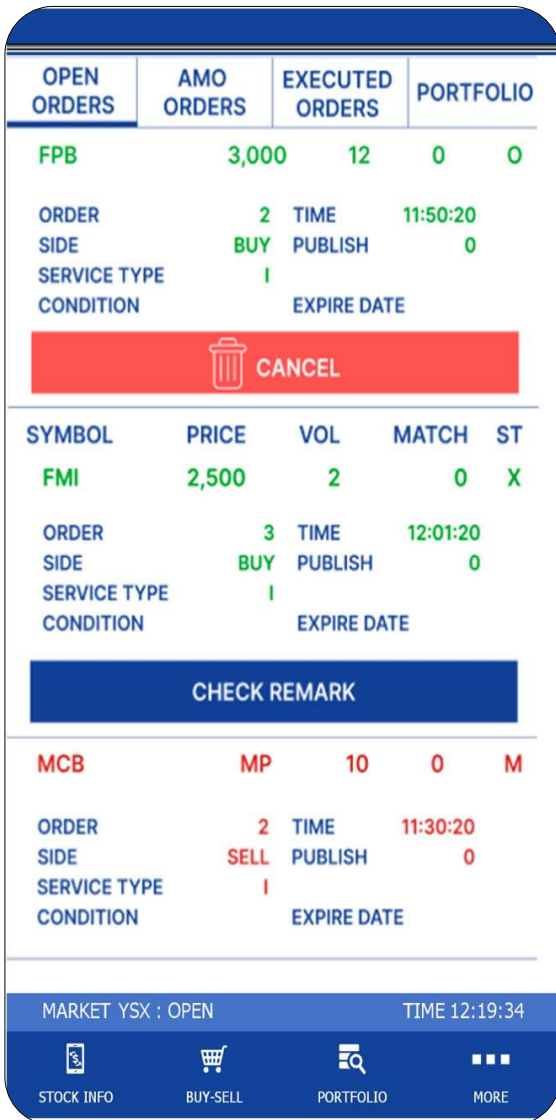 OPEN ORDERS AMO ORDERS EXECUTED ORDERS PORTFOLIO
FPB 3,000 12 0 O
ORDER 2 TIME 11:50:20
SIDE BUY PUBLISH 0
SERVICE TYPE I
CONDITION EXPIRE DATE
CANCEL
SYMBOL PRICE VOL MATCH ST
FMI 2,500 2 0 X
ORDER 3 TIME 12:01:20
SIDE BUY PUBLISH 0
SERVICE TYPE I
CONDITION EXPIRE DATE
CHECK REMARK
MCB MP 10 0 M
ORDER 2 TIME 11:30:20
SIDE SELL PUBLISH 0
SERVICE TYPE I
CONDITION EXPIRE DATE
MARKET YSX : OPEN TIME 12:19:34
STOCK INFO BUY-SELL PORTFOLIO MORE